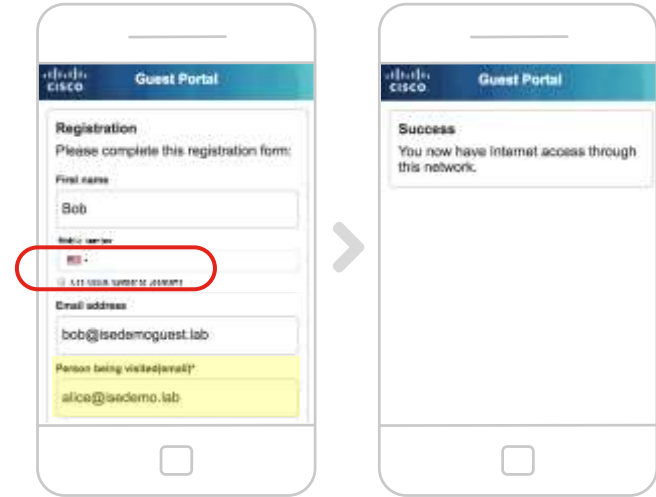 CISCO
Guest Portal
Registration
Please complete this registration form:
First name
Bob
Email address
bob@isedemoguest.lab
Person being visited(email)*
alice@isedemo.lab
CISCO
Guest Portal
Success
You now have Internet access through
this network.